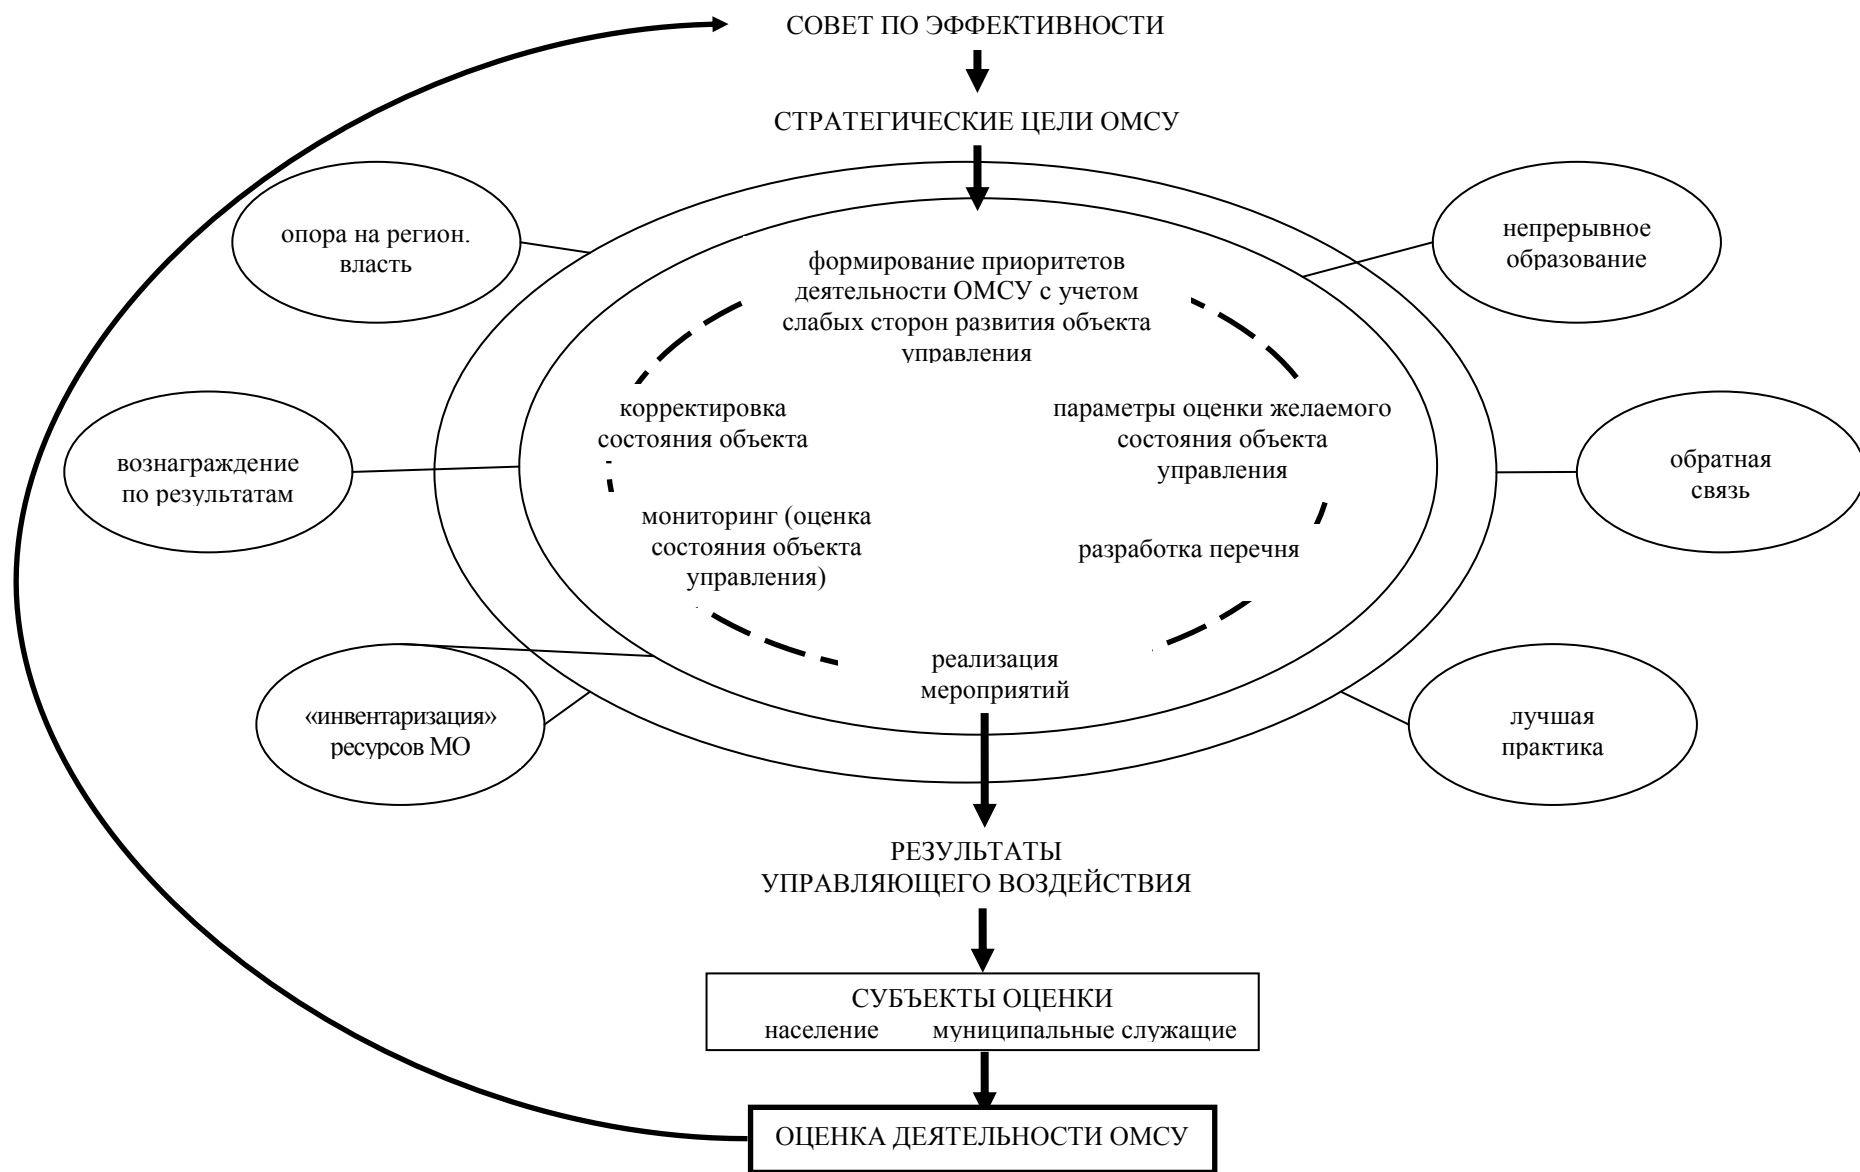 СОВЕТ ПО ЭФФЕКТИВНОСТИ
СТРАТЕГИЧЕСКИЕ ЦЕЛИ ОМСУ
опора на регион.
власть
непрерывное
образование
формирование приоритетов
деятельности ОМСУ с учетом
слабых сторон развития объекта
управления
корректировка
состояния объекта
параметры оценки желаемого
состояния объекта
управления
вознаграждение
по результатам
обратная
связь
мониторинг (оценка
состояния объекта
управления)
разработка перечня
реализация
мероприятий
«инвентаризация»
ресурсов МО
лучшая
практика
РЕЗУЛЬТАТЫ
УПРАВЛЯЮЩЕГО ВОЗДЕЙСТВИЯ
СУБЪЕКТЫ ОЦЕНКИ
население муниципальные служащие
ОЦЕНКА ДЕЯТЕЛЬНОСТИ ОМСУ